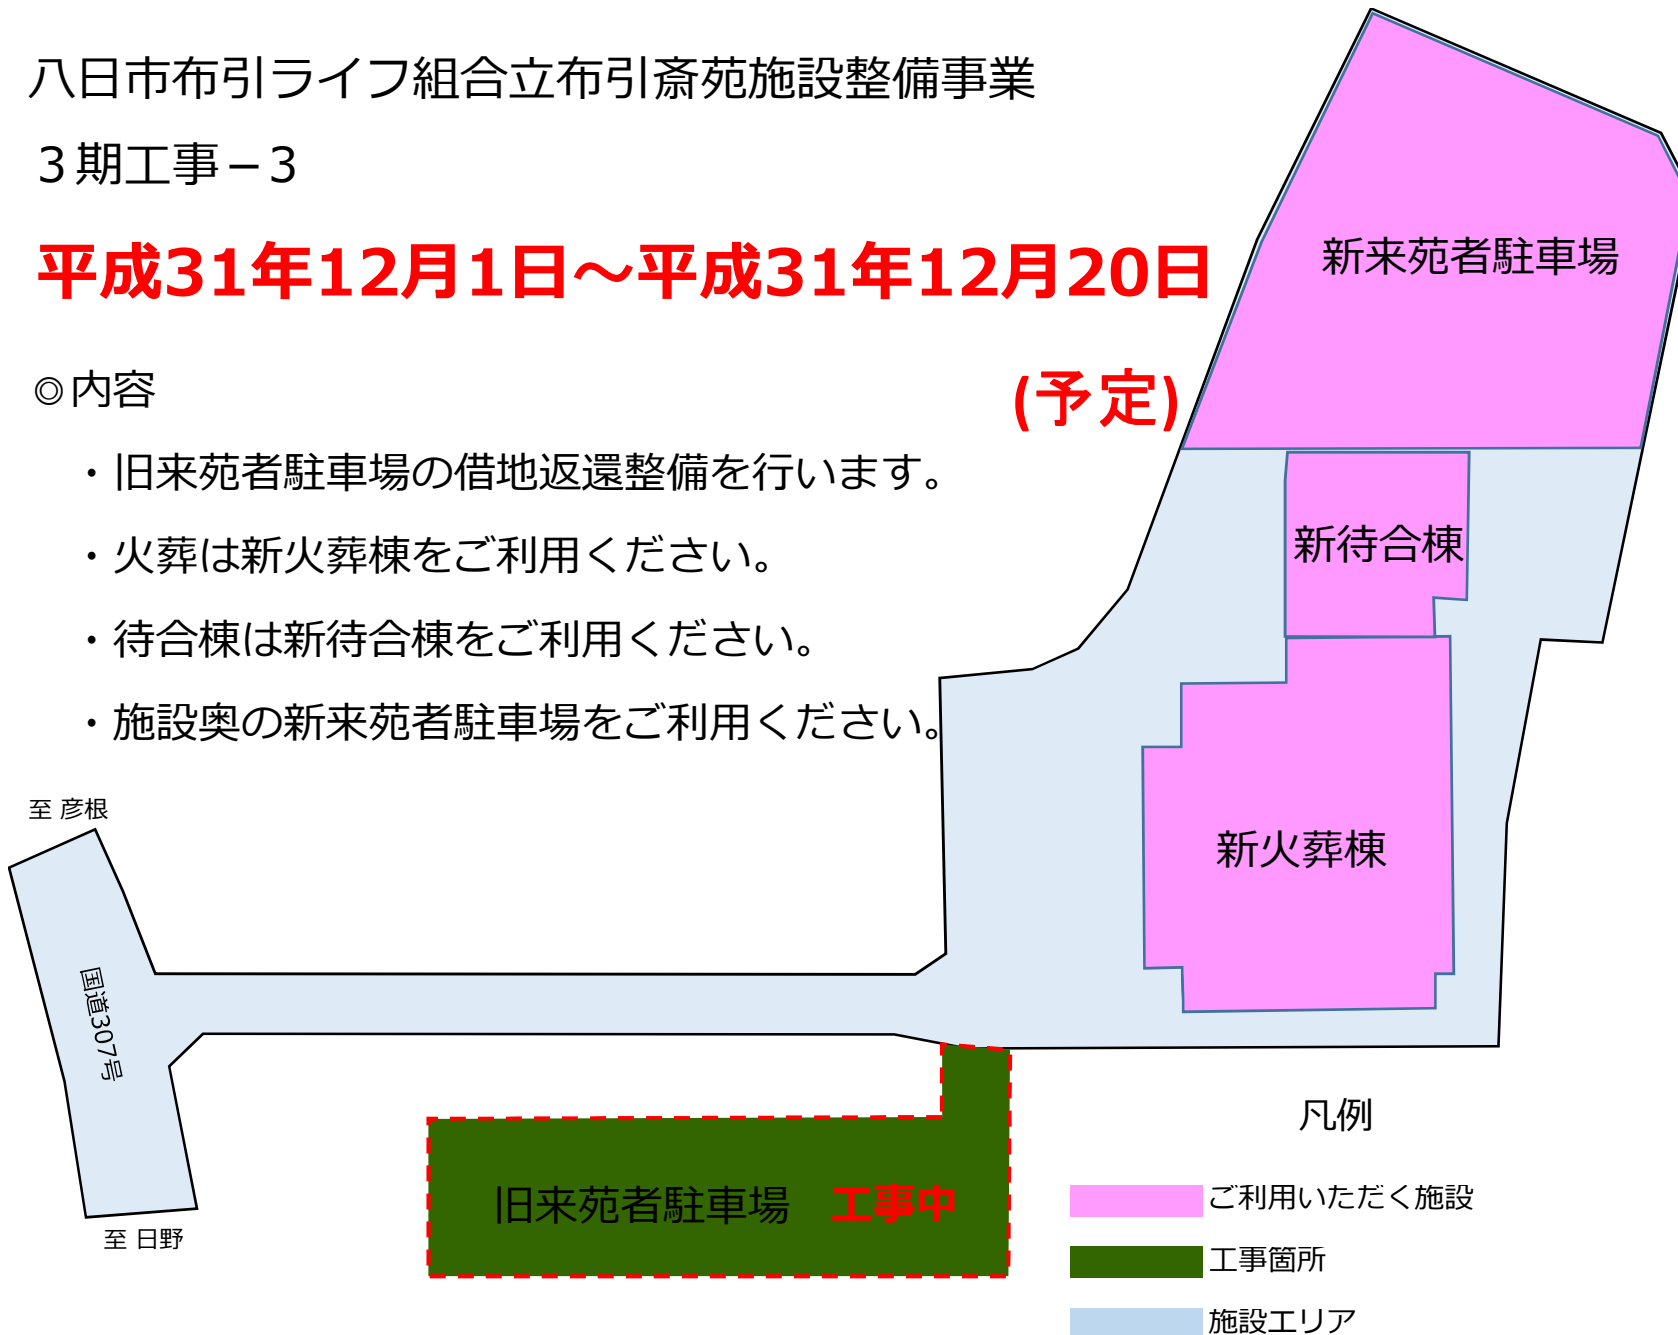 八日市布引ライフ組合立布引斎苑施設整備事業
３期工事－3
平成31年12月1日～平成31年12月20日
(予定)
◎内容
・旧来苑者駐車場の借地返還整備を行います。
・火葬は新火葬棟をご利用ください。
・待合棟は新待合棟をご利用ください。
・施設奥の新来苑者駐車場をご利用ください。
新来苑者駐車場
新待合棟
新火葬棟
至 彦根
国道307号
至 日野
旧来苑者駐車場 工事中
凡例
ご利用いただく施設
工事箇所
施設エリア